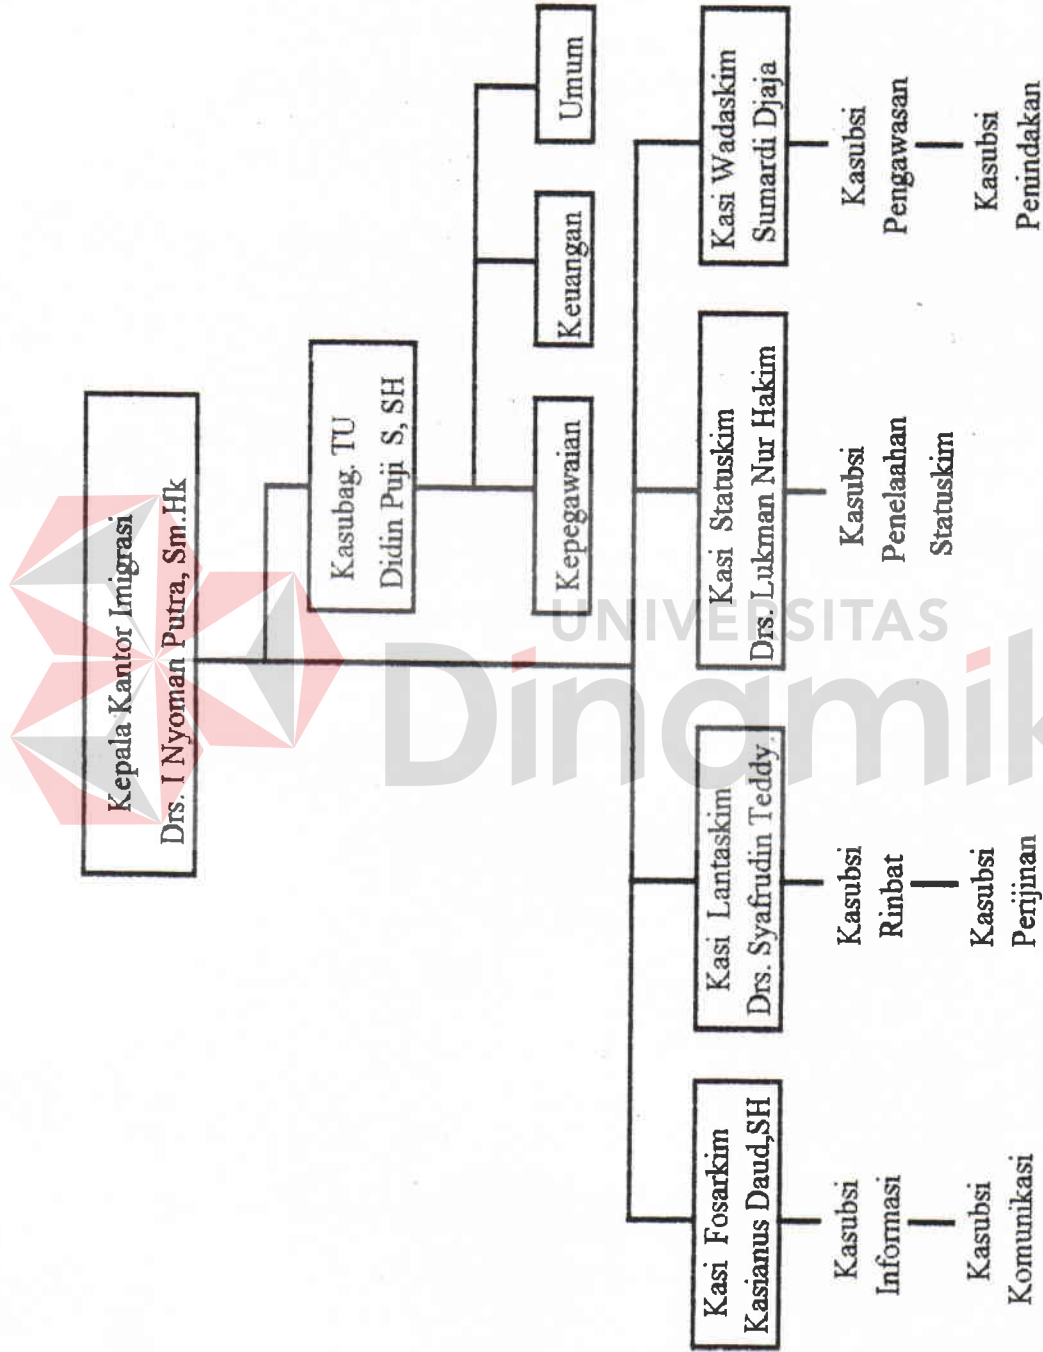 Kepala Kantor Imigrasi
Drs. I Nyoman Putra, Sm.Hk
Kasubag. TU
Didin Puji S, SH
Kepegawaian
Keuangan
Umum
Kasi Fosarkim
Kasianus Daud,SH
Kasi Lantaskim
Drs. Syafrudin Teddy
Kasi Statuskim
Drs. Lukman Nur Hakim
Kasi Wadaskim
Sumardi Djaja
Kasubsi
Informasi
Kasubsi
Komunikasi
Kasubsi
Rinbat
Kasubsi
Perijinan
Kasubsi
Penelaahan
Statuskim
Kasubsi
Pengawasan
Kasubsi
Penindakan
UNIVERSITAS
Dinamik